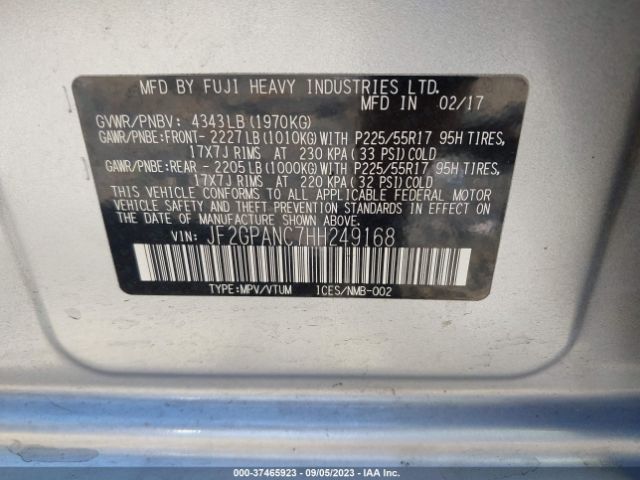 MFD BY FUJI HEAVY INDUSTRIES LTD.
MFD IN 02/17
GVWR/PNBV: 4343LB (1970KG)
GAWR/PNBE:FRONT- 2227LB (1010KG) WITH P225/55R17 95H TIRES,
17X7J RIMS AT 230 KPA (33 PSI) COLD
GAWR/PNBE:REAR - 2205LB (1000KG) WITH P225/55R17 95H TIRES,
17X7J RIMS AT 220 KPA (32 PSI) COLD
THIS VEHICLE CONFORMS TO ALL APPLICABLE FEDERAL MOTOR
VEHICLE SAFETY AND THEFT PREVENTION STANDARDS IN EFFECT
ON THE DATE OF MANUFACTURE SHOWN ABOVE.
VIN: JF2GPANC7HH249168
TYPE:MPV/VTUM ICES/NMB-002
000-37465923 - 09/05/2023 - IAA Inc.